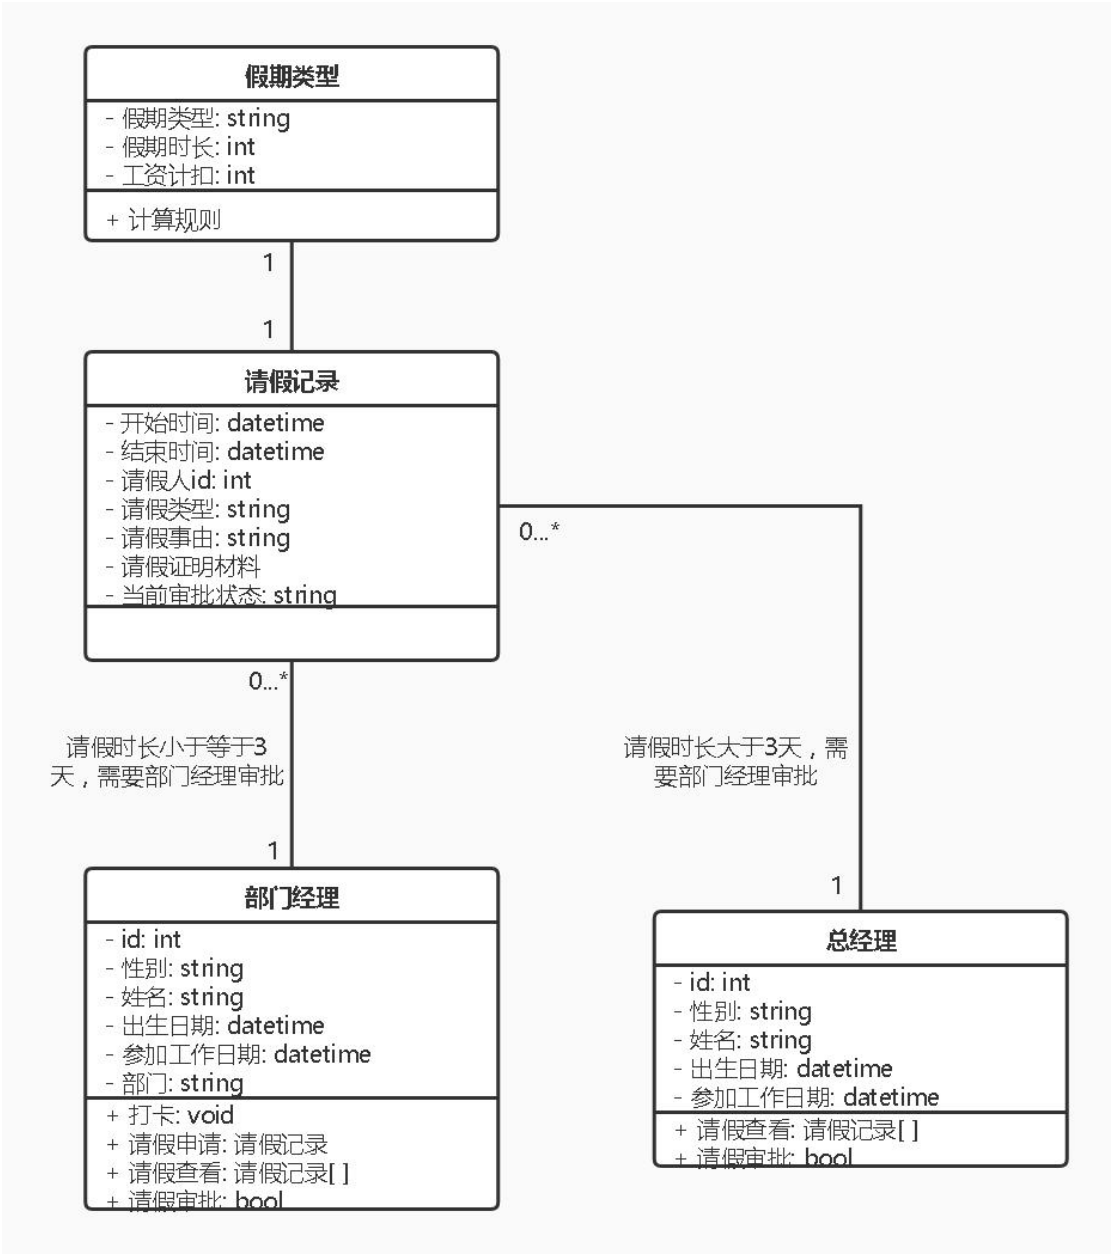 假期类型
- 假期类型: string
- 假期时长: int
- 工资计扣: int
+ 计算规则
1
1
请假记录
- 开始时间: datetime
- 结束时间: datetime
- 请假人id: int
- 请假类型: string
- 请假事由: string
- 请假证明材料
- 当前审批状态: string
0...*
0...*
请假时长小于等于3
天，需要部门经理审批
请假时长大于3天，需
要部门经理审批
1
1
部门经理
- id: int
- 性别: string
- 姓名: string
- 出生日期: datetime
- 参加工作日期: datetime
- 部门: string
+ 打卡: void
+ 请假申请: 请假记录
+ 请假查看: 请假记录[ ]
+ 请假审批: bool
总经理
- id: int
- 性别: string
- 姓名: string
- 出生日期: datetime
- 参加工作日期: datetime
+ 请假查看: 请假记录[ ]
+ 请假审批: bool